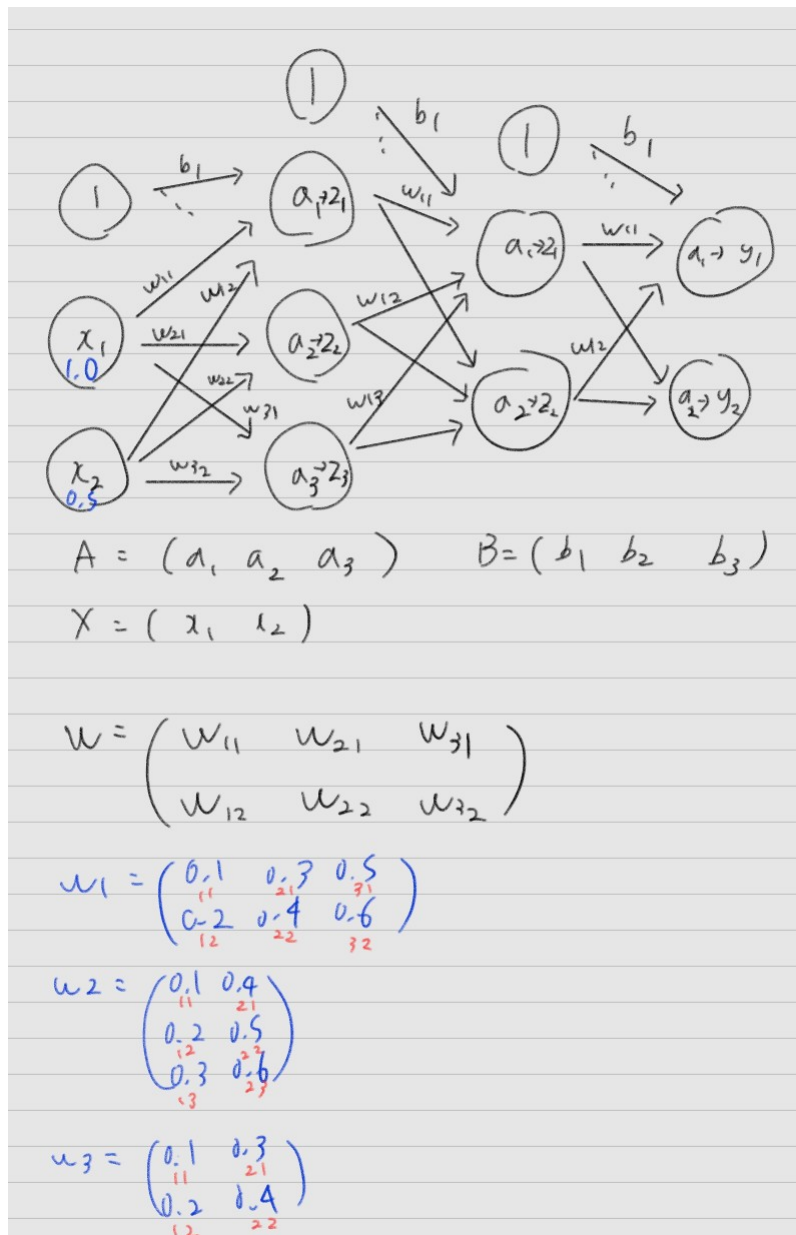 1 b₁ 1 b₁
1 b₁ a₁→z₁ w₁₁ a₁→z₁ w₁₁ a₁→y₁
w₁₁ w₁₂
x₁ w₂₁ a₂→z₂ w₁₂ w₁₂
1.0 w₂₂
w₃₁ w₁₃ a₂→z₂ a₂→y₂
x₂ w₃₂ a₃→z₃
0.5
A = (a₁ a₂ a₃) B=(b₁ b₂ b₃)
X = (x₁ x₂)
W = (w₁₁ w₂₁ w₃₁
w₁₂ w₂₂ w₃₂)
w1 = (0.1 0.3 0.5
11 21 31
0.2 0.4 0.6)
12 22 32
w2 = (0.1 0.4
11 21
0.2 0.5
12 22
0.3 0.6)
13 23
w3 = (0.1 0.3
11 21
0.2 0.4)
12 22